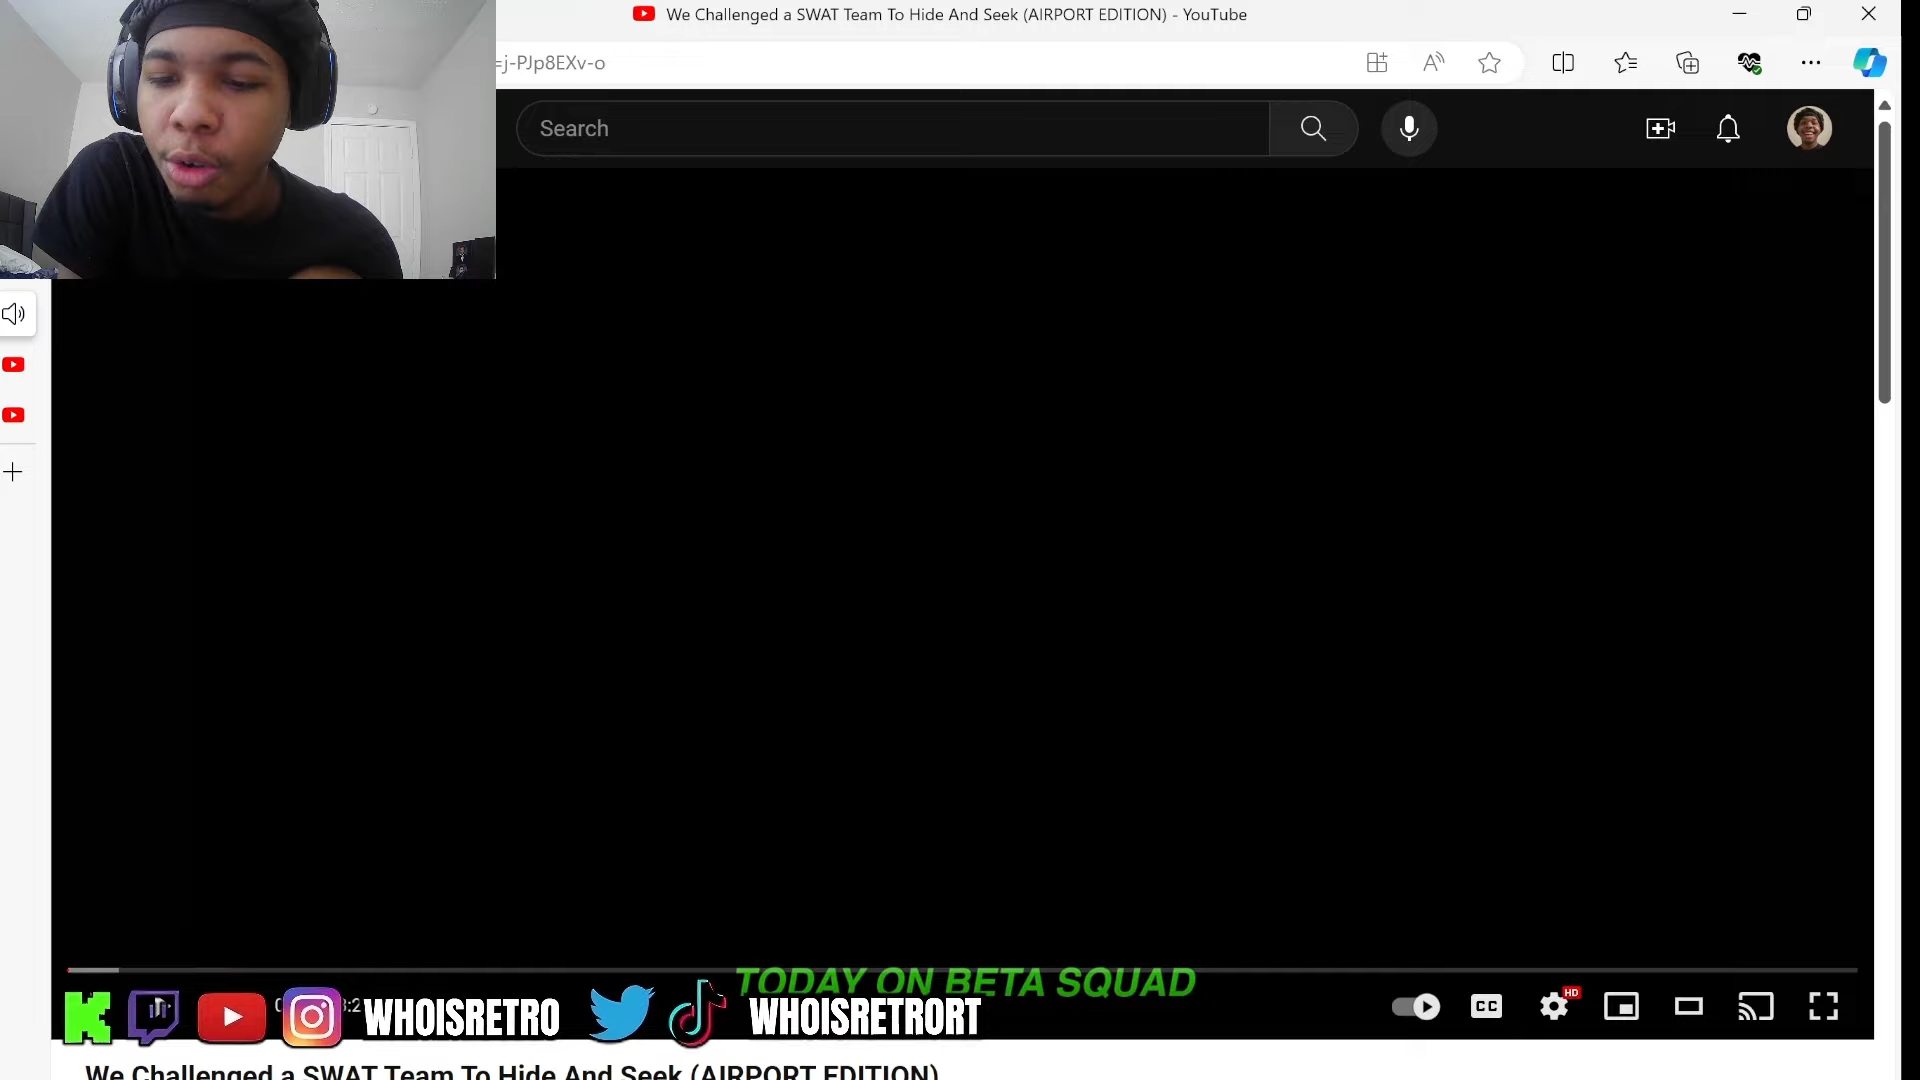 We Challenged a SWAT Team To Hide And Seek (AIRPORT EDITION) - YouTube
=j-PJp8EXv-o
Search
TODAY ON BETA SQUAD
HD
CC
WHOISRETRO
WHOISRETRORT
We Challenged a SWAT Team To Hide And Seek (AIRPORT EDITION)